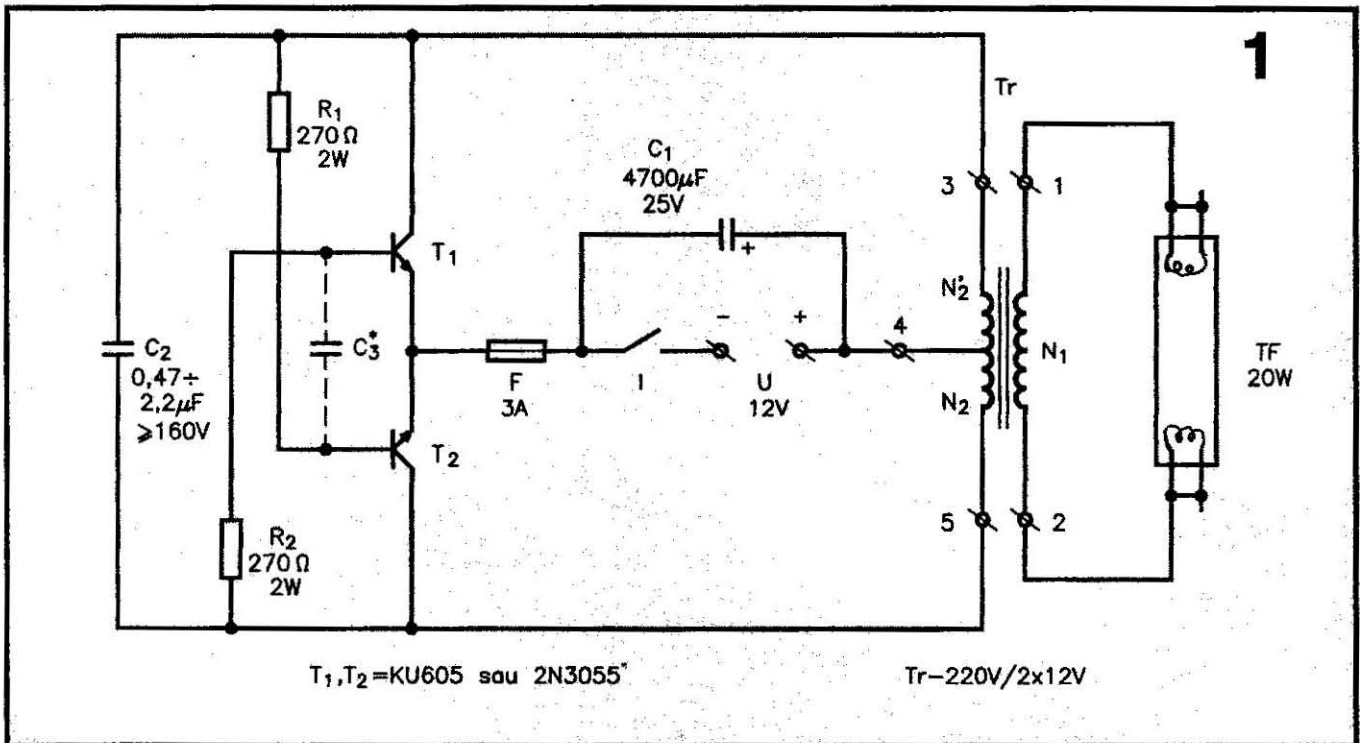 1
Tr
R₁
270Ω
2W
C₁
4700µF
25V
+
3
1
T₁
N₂'
C₂
0,47÷
2,2µF
⩾160V
C₃*
F
3A
I
-
+
U
12V
4
N₁
N₂
TF
20W
T₂
R₂
270Ω
2W
5
2
T₁,T₂=KU605 sau 2N3055*
Tr-220V/2x12V